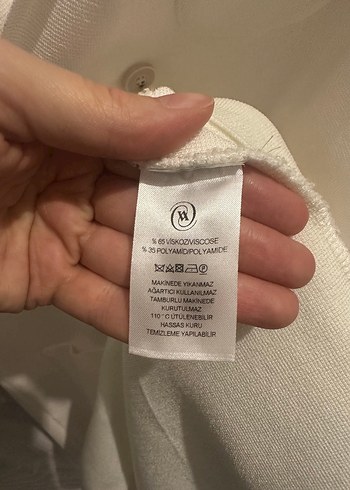 % 65 VİSKOZ/VISCOSE
% 35 POLYAMİD/POLYAMIDE
MAKİNEDE YIKANMAZ
AĞARTICI KULLANILMAZ
TAMBURLU MAKİNEDE
KURUTULMAZ
110 °C ÜTÜLENEBİLİR
HASSAS KURU
TEMİZLEME YAPILABİLİR